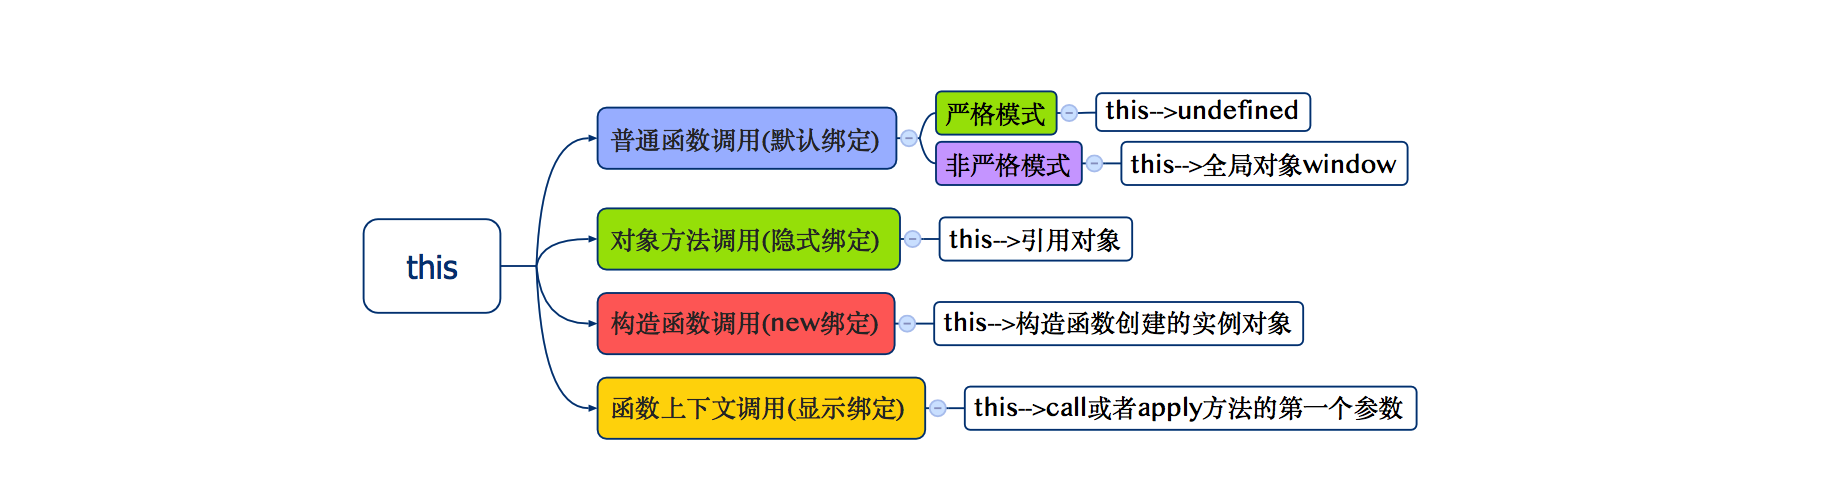 this
普通函数调用(默认绑定)
严格模式
this-->undefined
非严格模式
this-->全局对象window
对象方法调用(隐式绑定)
this-->引用对象
构造函数调用(new绑定)
this-->构造函数创建的实例对象
函数上下文调用(显示绑定)
this-->call或者apply方法的第一个参数